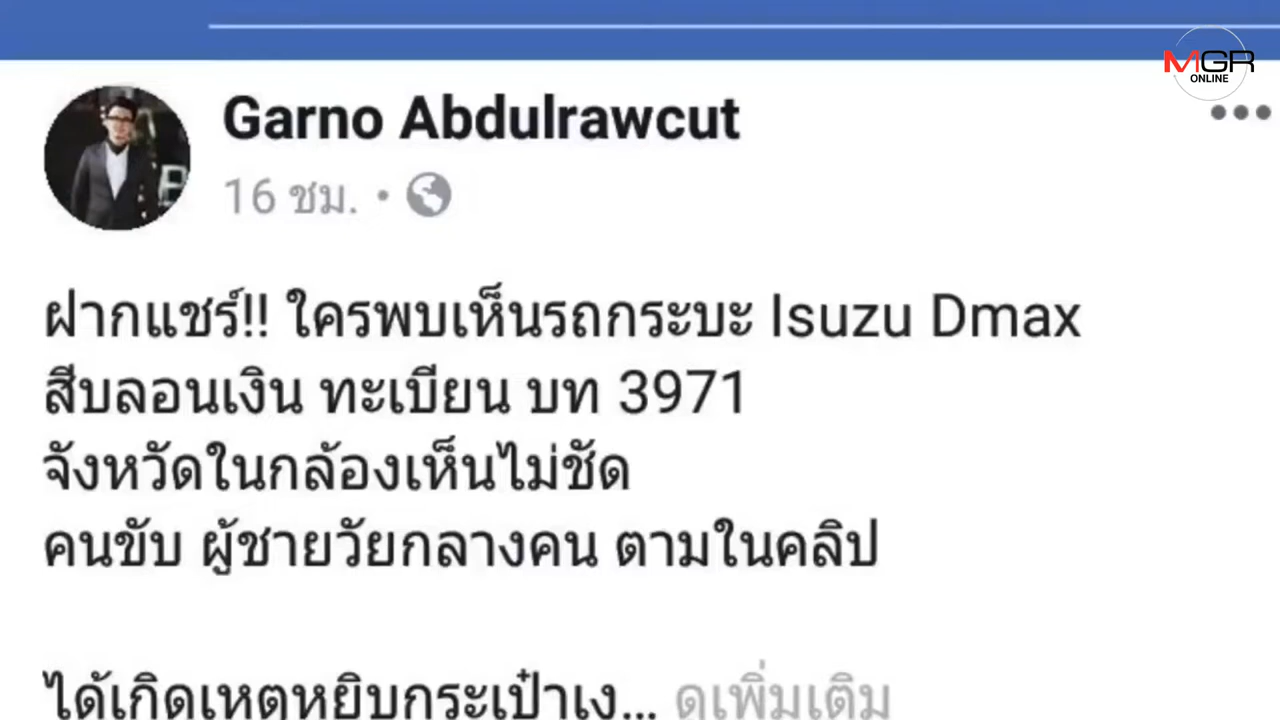 MGR
ONLINE
Garno Abdulrawcut
16 ชม.
ฝากแชร์!! ใครพบเห็นรถกระบะ Isuzu Dmax
สีบลอนเงิน ทะเบียน บท 3971
จังหวัดในกล้องเห็นไม่ชัด
คนขับ ผู้ชายวัยกลางคน ตามในคลิป
ได้เกิดเหตุหยิบกระเป๋าเง... ดูเพิ่มเติม